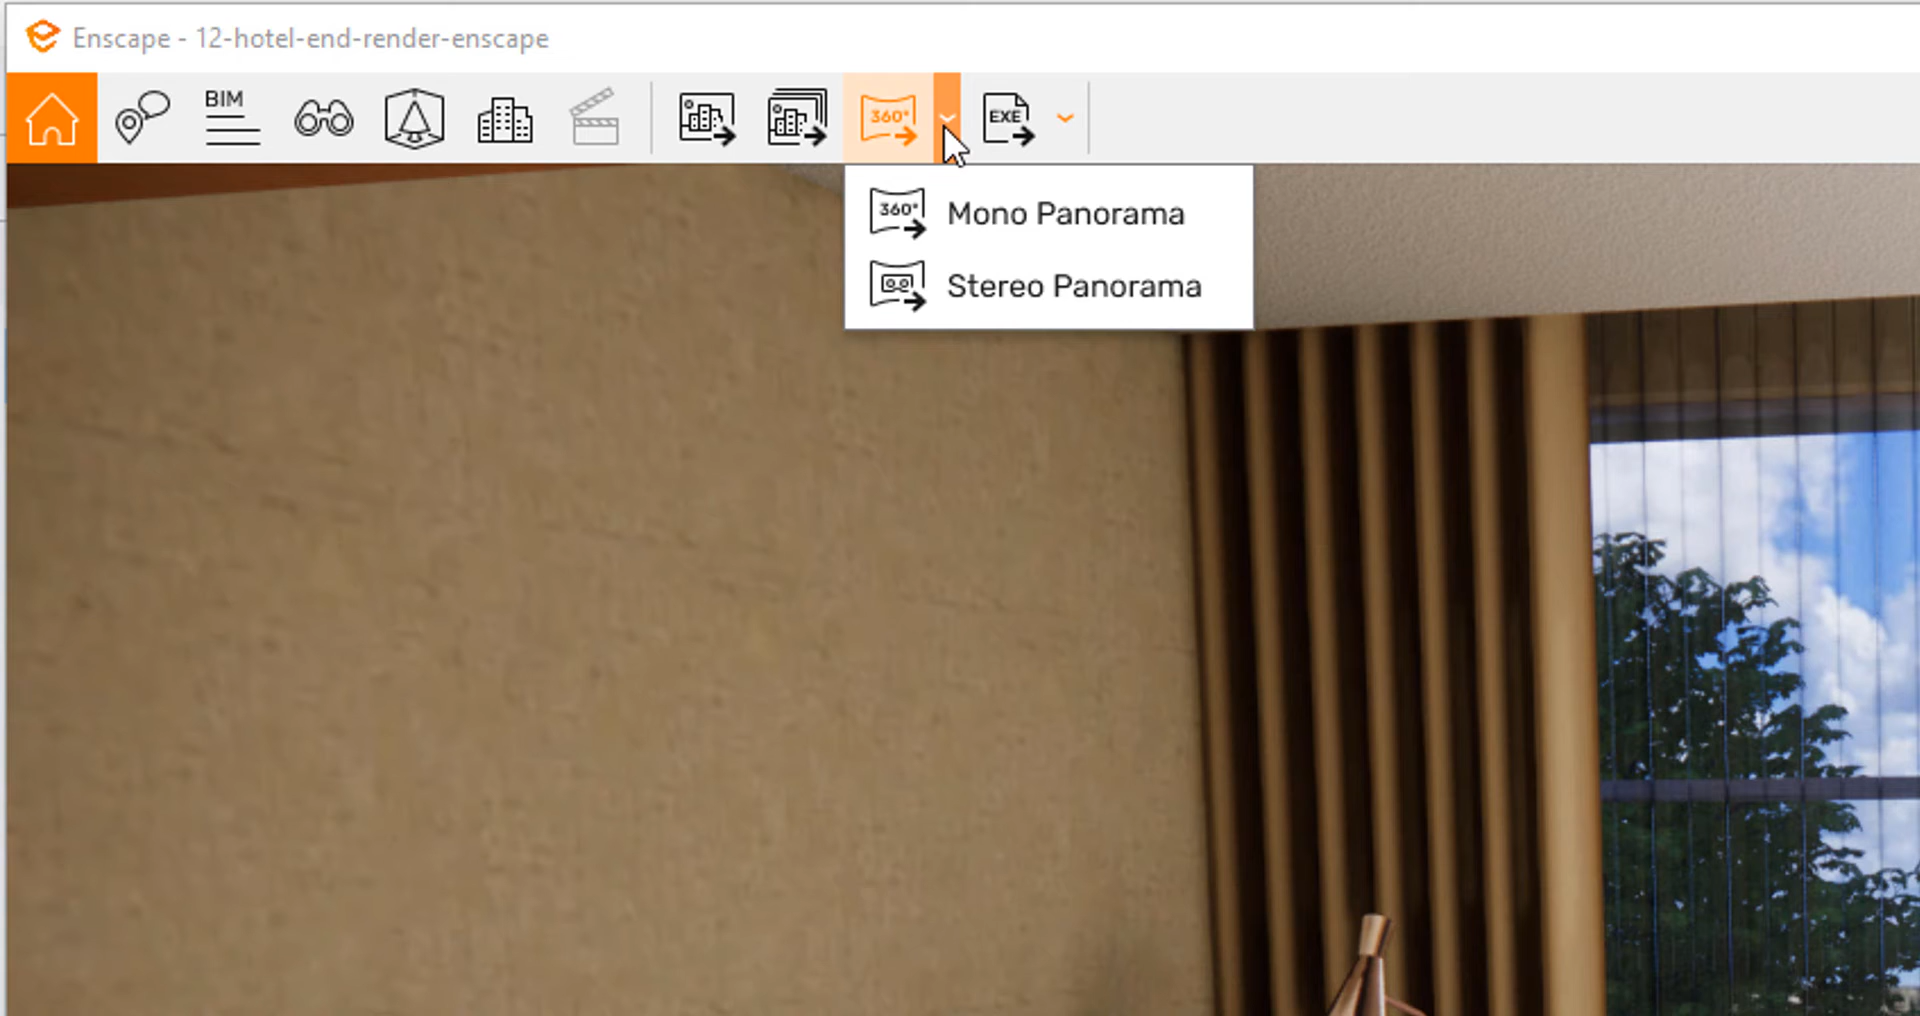 Enscape - 12-hotel-end-render-enscape
BIM
360°
EXE
360°
Mono Panorama
Stereo Panorama